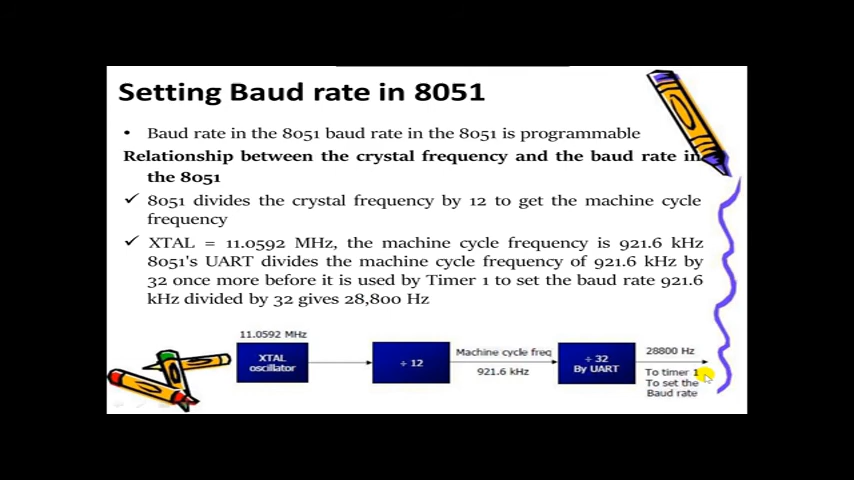 Setting Baud rate in 8051
• Baud rate in the 8051 baud rate in the 8051 is programmable
Relationship between the crystal frequency and the baud rate in
the 8051
✓ 8051 divides the crystal frequency by 12 to get the machine cycle
frequency
✓ XTAL = 11.0592 MHz, the machine cycle frequency is 921.6 kHz
8051's UART divides the machine cycle frequency of 921.6 kHz by
32 once more before it is used by Timer 1 to set the baud rate 921.6
kHz divided by 32 gives 28,800 Hz
11.0592 MHz
XTAL
oscillator
÷ 12
Machine cycle freq
921.6 kHz
÷ 32
By UART
28800 Hz
To timer 1
To set the
Baud rate